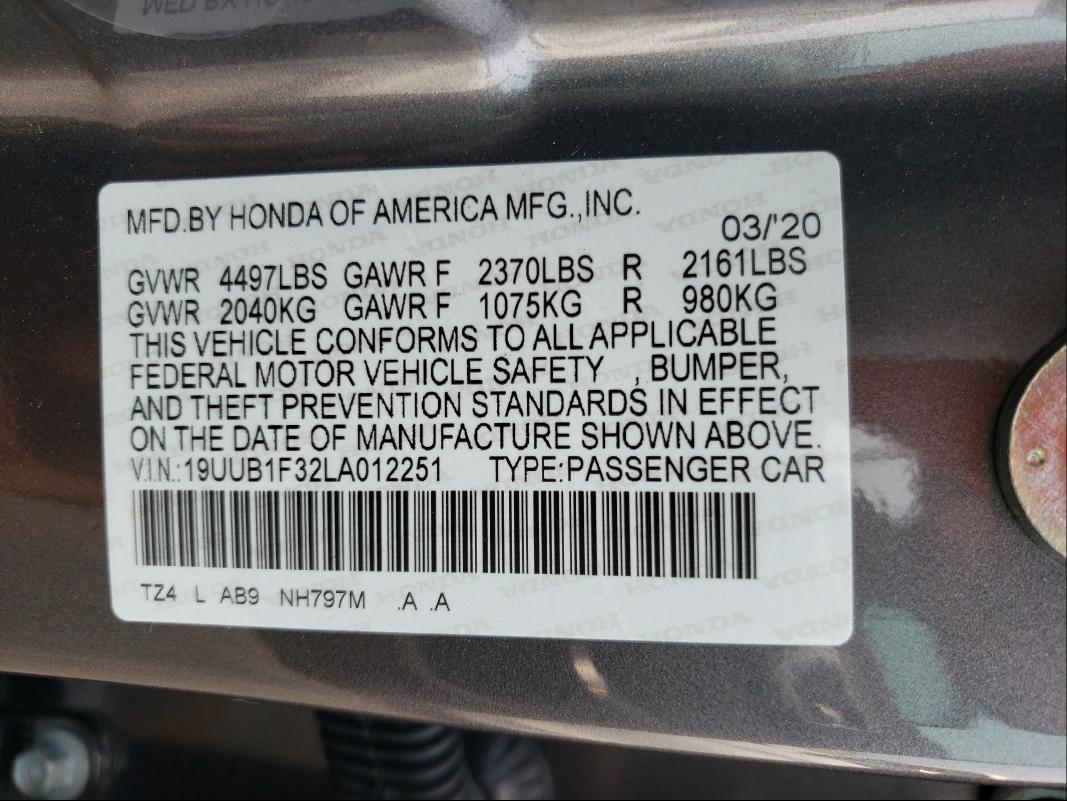 MFD.BY HONDA OF AMERICA MFG.,INC.
03/'20
GVWR 4497LBS GAWR F 2370LBS R 2161LBS
GVWR 2040KG GAWR F 1075KG R 980KG
THIS VEHICLE CONFORMS TO ALL APPLICABLE
FEDERAL MOTOR VEHICLE SAFETY , BUMPER,
AND THEFT PREVENTION STANDARDS IN EFFECT
ON THE DATE OF MANUFACTURE SHOWN ABOVE.
V.I.N.:19UUB1F32LA012251 TYPE:PASSENGER CAR
TZ4 L AB9 NH797M .A .A